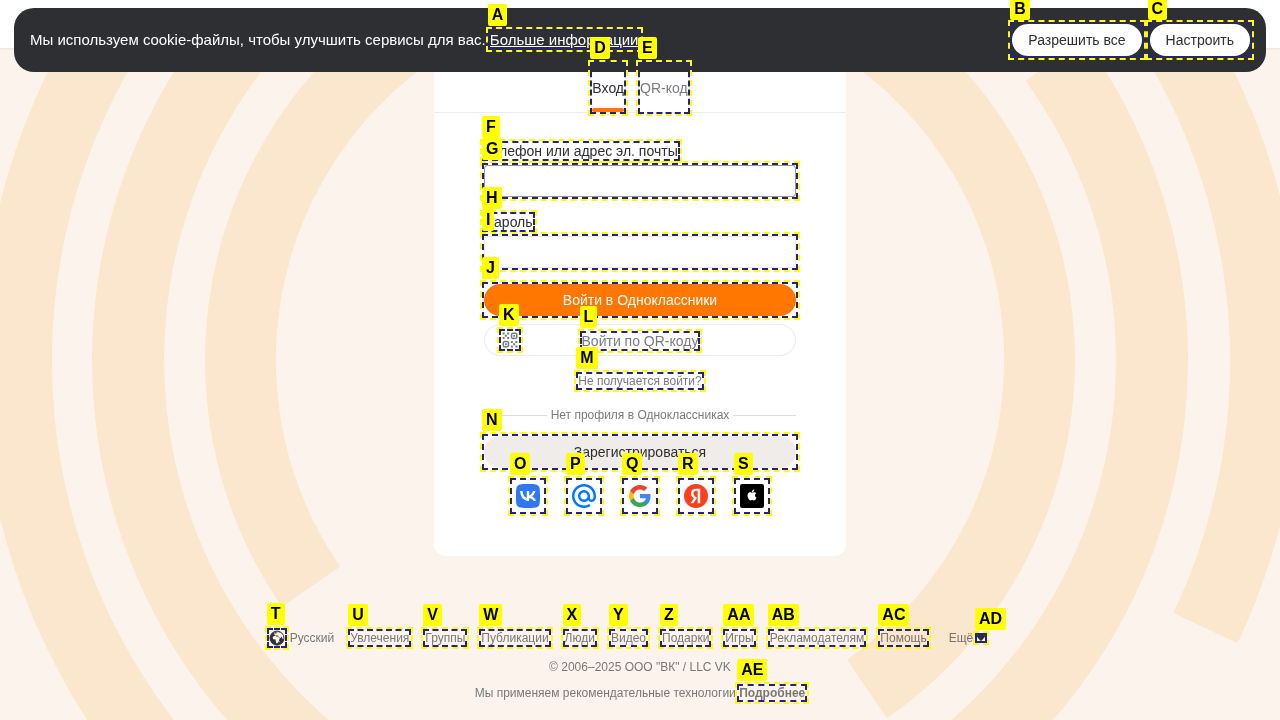 A
B
C
Мы используем cookie-файлы, чтобы улучшить сервисы для вас. Больше информации
Разрешить все
Настроить
D
E
Вход
QR-код
F
G
лефон или адрес эл. почты
H
I
ароль
J
Войти в Одноклассники
K
L
Войти по QR-коду
M
Не получается войти?
Нет профиля в Одноклассниках
N
Зарегистрироваться
O
P
Q
R
S
T
U
V
W
X
Y
Z
AA
AB
AC
AD
Русский
Увлечения
Группы
Публикации
Люди
Видео
Подарки
Игры
Рекламодателям
Помощь
Ещё
© 2006–2025 ООО "ВК" / LLC VK
AE
Мы применяем рекомендательные технологии Подробнее